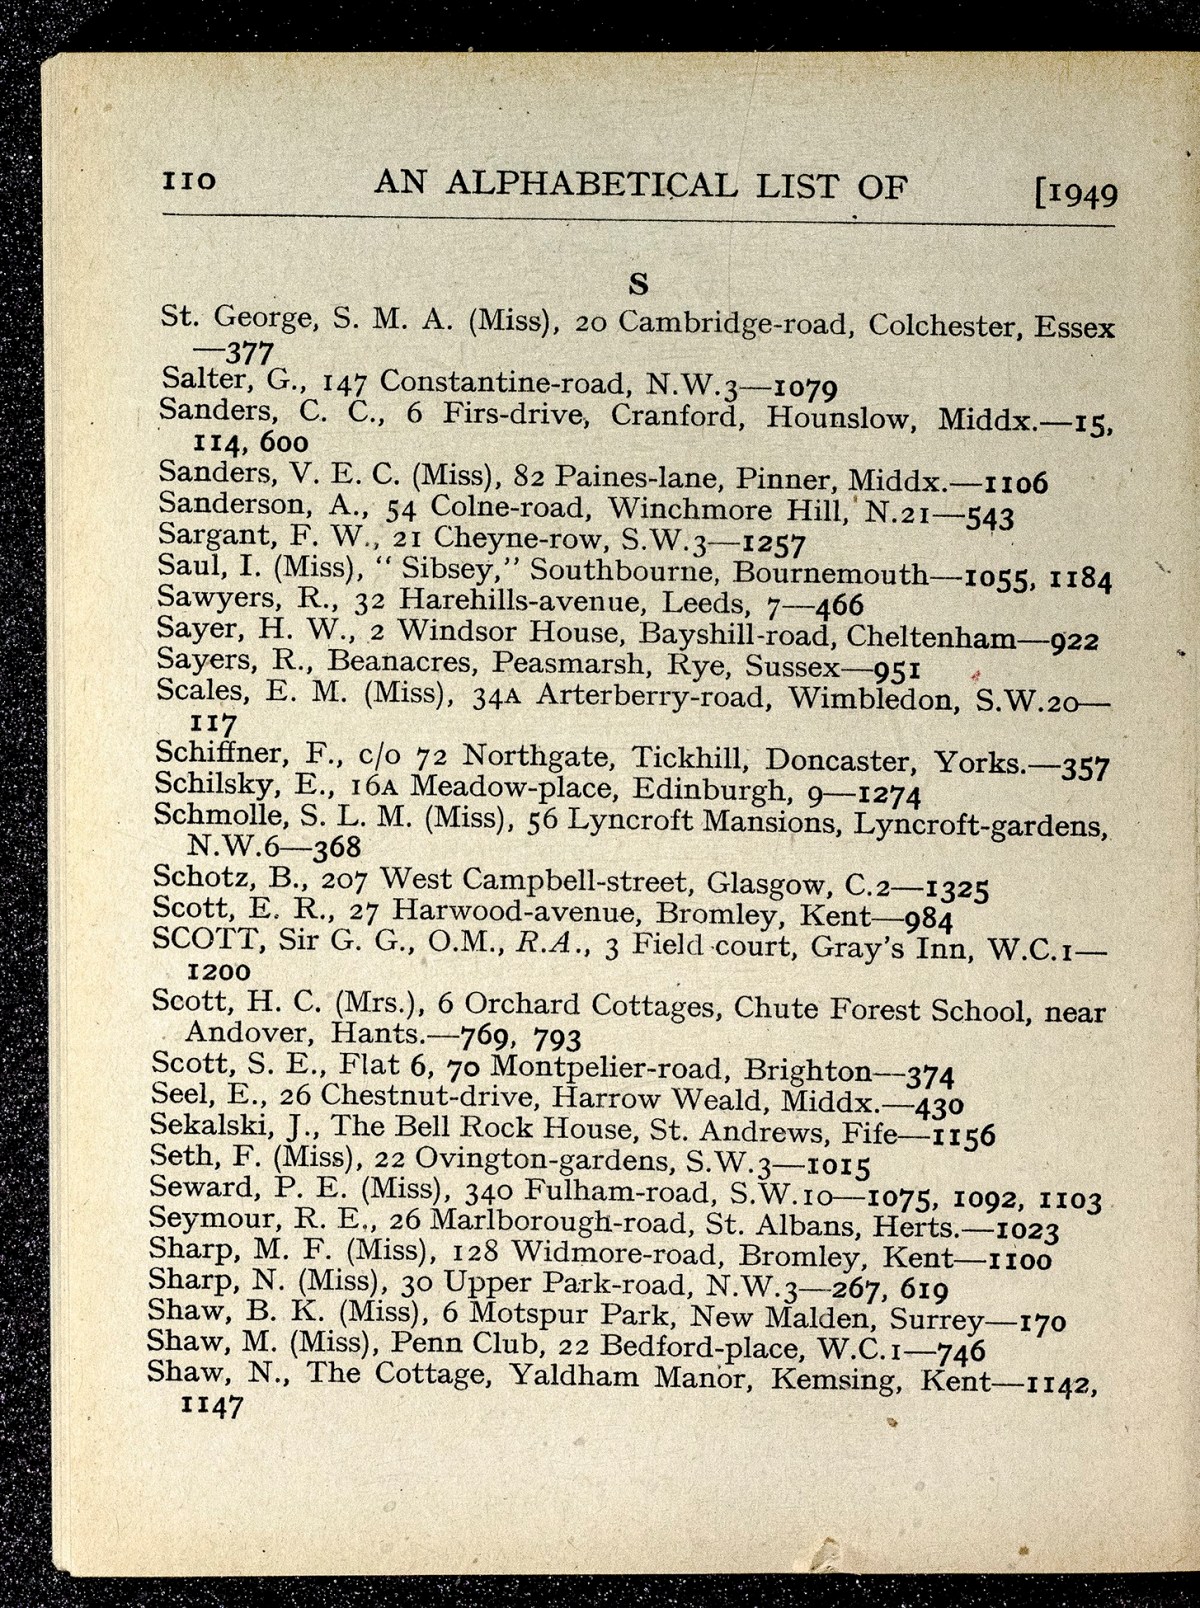 110 AN ALPHABETICAL LIST OF [1949
S
St. George, S. M. A. (Miss), 20 Cambridge-road, Colchester, Essex
—377
Salter, G., 147 Constantine-road, N.W.3—1079
Sanders, C. C., 6 Firs-drive, Cranford, Hounslow, Middx.—15,
114, 600
Sanders, V. E. C. (Miss), 82 Paines-lane, Pinner, Middx.—1106
Sanderson, A., 54 Colne-road, Winchmore Hill, N.21—543
Sargant, F. W., 21 Cheyne-row, S.W.3—1257
Saul, I. (Miss), “ Sibsey,” Southbourne, Bournemouth—1055, 1184
Sawyers, R., 32 Harehills-avenue, Leeds, 7—466
Sayer, H. W., 2 Windsor House, Bayshill-road, Cheltenham—922
Sayers, R., Beanacres, Peasmarsh, Rye, Sussex—951
Scales, E. M. (Miss), 34A Arterberry-road, Wimbledon, S.W.20—
117
Schiffner, F., c/o 72 Northgate, Tickhill, Doncaster, Yorks.—357
Schilsky, E., 16A Meadow-place, Edinburgh, 9—1274
Schmolle, S. L. M. (Miss), 56 Lyncroft Mansions, Lyncroft-gardens,
N.W.6—368
Schotz, B., 207 West Campbell-street, Glasgow, C.2—1325
Scott, E. R., 27 Harwood-avenue, Bromley, Kent—984
SCOTT, Sir G. G., O.M., R.A., 3 Field court, Gray’s Inn, W.C.1—
1200
Scott, H. C. (Mrs.), 6 Orchard Cottages, Chute Forest School, near
Andover, Hants.—769, 793
Scott, S. E., Flat 6, 70 Montpelier-road, Brighton—374
Seel, E., 26 Chestnut-drive, Harrow Weald, Middx.—430
Sekalski, J., The Bell Rock House, St. Andrews, Fife—1156
Seth, F. (Miss), 22 Ovington-gardens, S.W.3—1015
Seward, P. E. (Miss), 340 Fulham-road, S.W.10—1075, 1092, 1103
Seymour, R. E., 26 Marlborough-road, St. Albans, Herts.—1023
Sharp, M. F. (Miss), 128 Widmore-road, Bromley, Kent—1100
Sharp, N. (Miss), 30 Upper Park-road, N.W.3—267, 619
Shaw, B. K. (Miss), 6 Motspur Park, New Malden, Surrey—170
Shaw, M. (Miss), Penn Club, 22 Bedford-place, W.C.1—746
Shaw, N., The Cottage, Yaldham Manor, Kemsing, Kent—1142,
1147